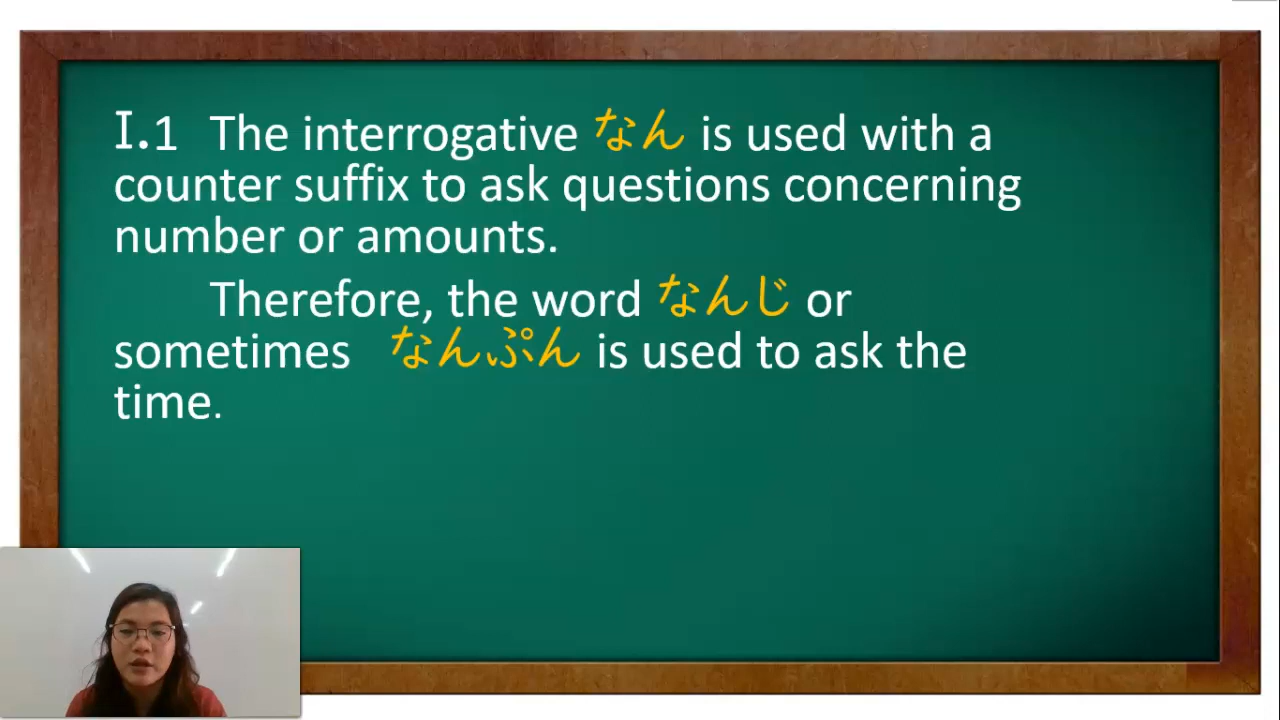 I.1 The interrogative なん is used with a
counter suffix to ask questions concerning
number or amounts.
Therefore, the word なんじ or
sometimes なんぷん is used to ask the
time.